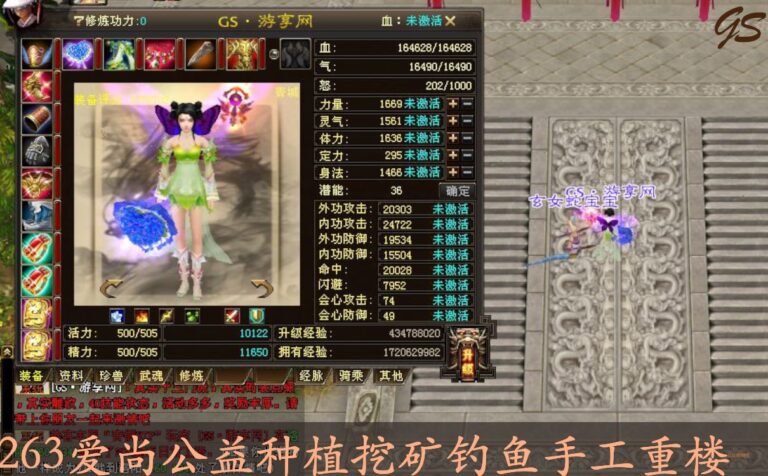 修炼功力:0
GS·游享网
血: 未激活
GS
血: 164628/164628
气: 16490/16490
怒: 202/1000
力量: 1669 未激活
灵气: 1561 未激活
体力: 1636 未激活
定力: 295 未激活
身法: 1466 未激活
潜能: 36 确定
外功攻击: 20303 未激活
内功攻击: 24722 未激活
外功防御: 19534 未激活
内功防御: 15504 未激活
命中: 20028 未激活
闪避: 7952 未激活
会心攻击: 74 未激活
会心防御: 49 未激活
GS·游享网
玄女蛇宝宝
活力: 500/505 10122 升级经验: 434788020
精力: 500/505 11650 拥有经验: 1720629982
升级
装备 资料 珍兽 武魂 修炼 经脉 骑乘 其他
263爱尚公益种植挖矿钓鱼手工重楼